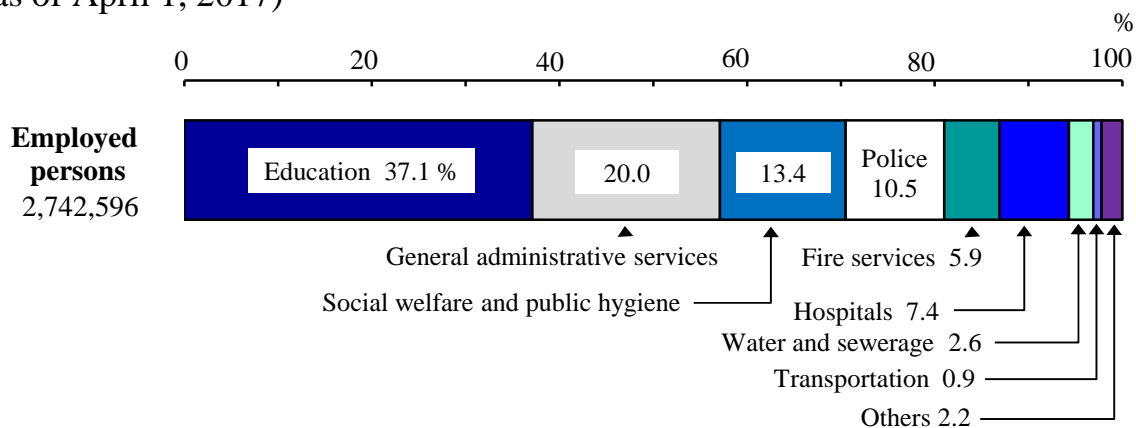 as of April 1, 2017)
%
0 20 40 60 80 100
Employed
persons
2,742,596
Education 37.1 %
20.0
13.4
Police
10.5
General administrative services
Fire services 5.9
Social welfare and public hygiene
Hospitals 7.4
Water and sewerage 2.6
Transportation 0.9
Others 2.2